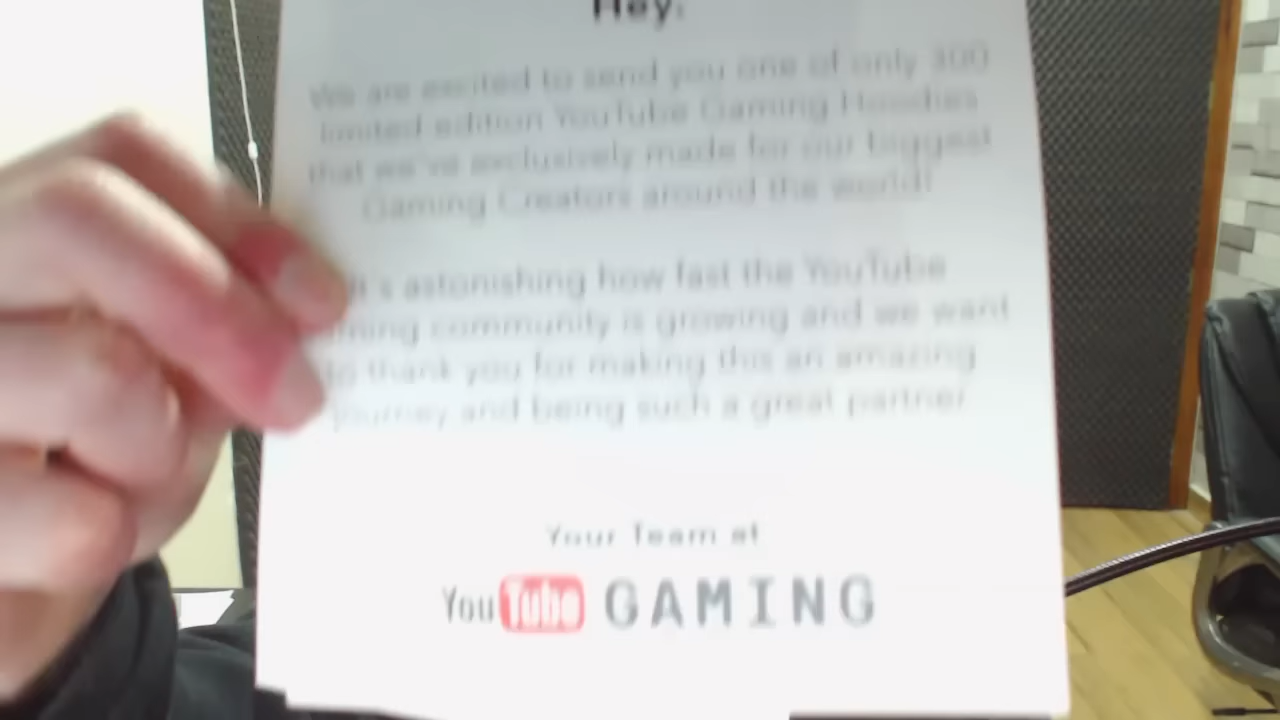 Hey.
We are excited to send you one of only 300
limited edition YouTube Gaming Hoodies
that we've exclusively made for our biggest
Gaming Creators around the world!
It's astonishing how fast the YouTube
community is growing and we want
to thank you for making this an amazing
journey and being such a great partner
Your Team at
YouTube GAMING